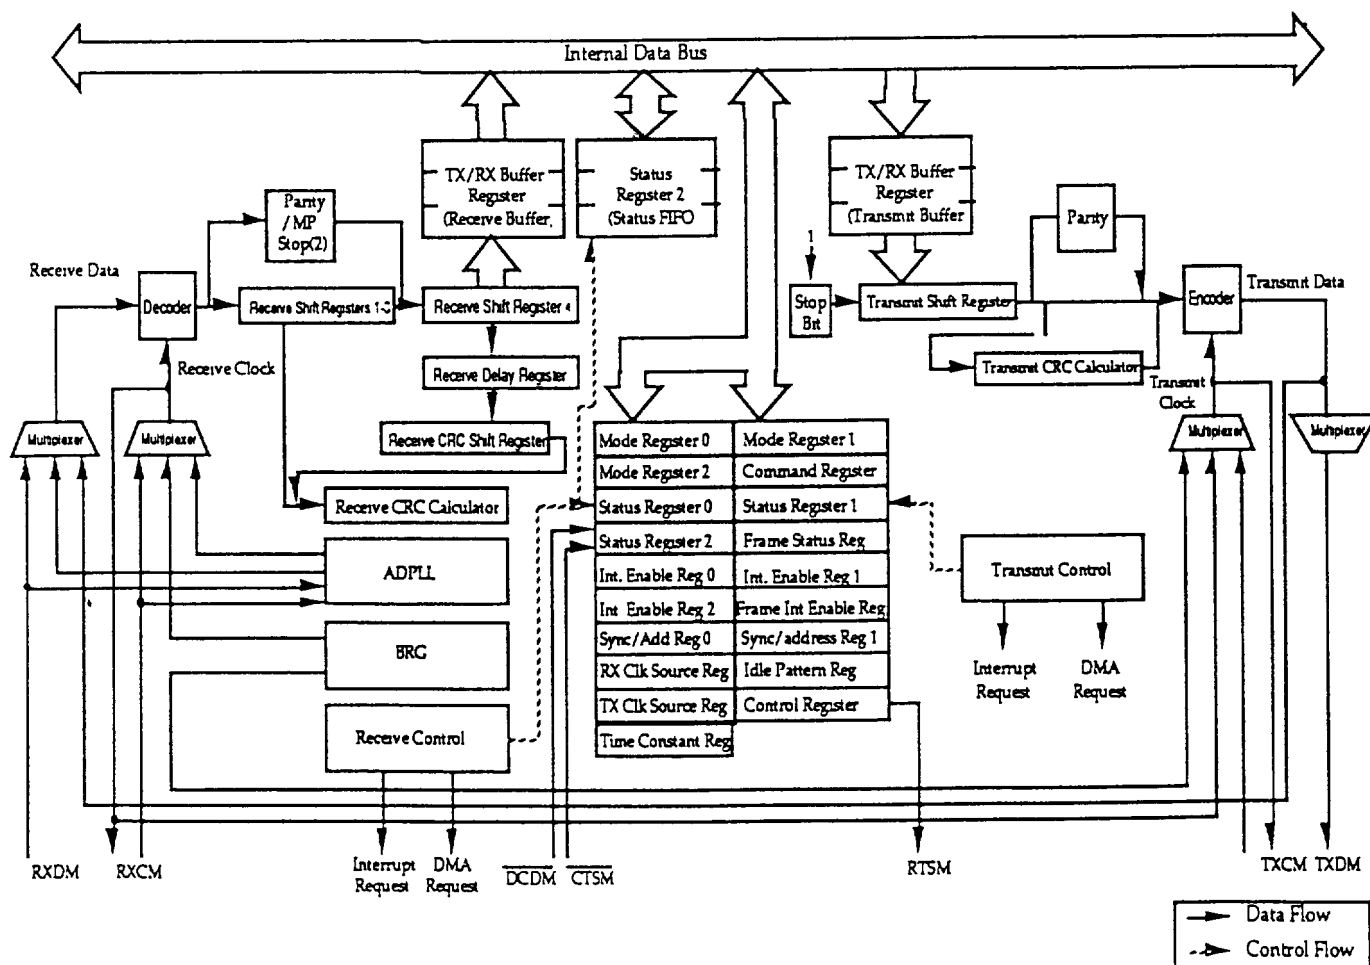 Internal Data Bus
TX/RX Buffer
Register
(Receive Buffer,
Status
Register 2
(Status FIFO
TX/RX Buffer
Register
(Transmit Buffer
Parity
/ MP
Stop(2)
Parity
1
Receive Data
Decoder
Receive Shift Registers 1-3
Receive Shift Register 4
Stop
Bit
Transmit Shift Register
Encoder
Transmit Data
Receive Clock
Receive Delay Register
Transmit CRC Calculator
Transmit
Clock
Multiplexer
Multiplexer
Receive CRC Shift Register
Multiplexer
Multiplexer
Receive CRC Calculator
ADPLL
BRG
Receive Control
Mode Register 0
Mode Register 1
Mode Register 2
Command Register
Status Register 0
Status Register 1
Status Register 2
Frame Status Reg
Int. Enable Reg 0
Int. Enable Reg 1
Int Enable Reg 2
Frame Int Enable Reg
Sync/Add Reg 0
Sync/address Reg 1
RX Clk Source Reg
Idle Pattern Reg
TX Clk Source Reg
Control Register
Time Constant Reg
Transmit Control
Interrupt
Request
DMA
Request
RXDM
RXCM
Interrupt
Request
DMA
Request
DCDM
CTSM
RTSM
TXCM
TXDM
Data Flow
Control Flow